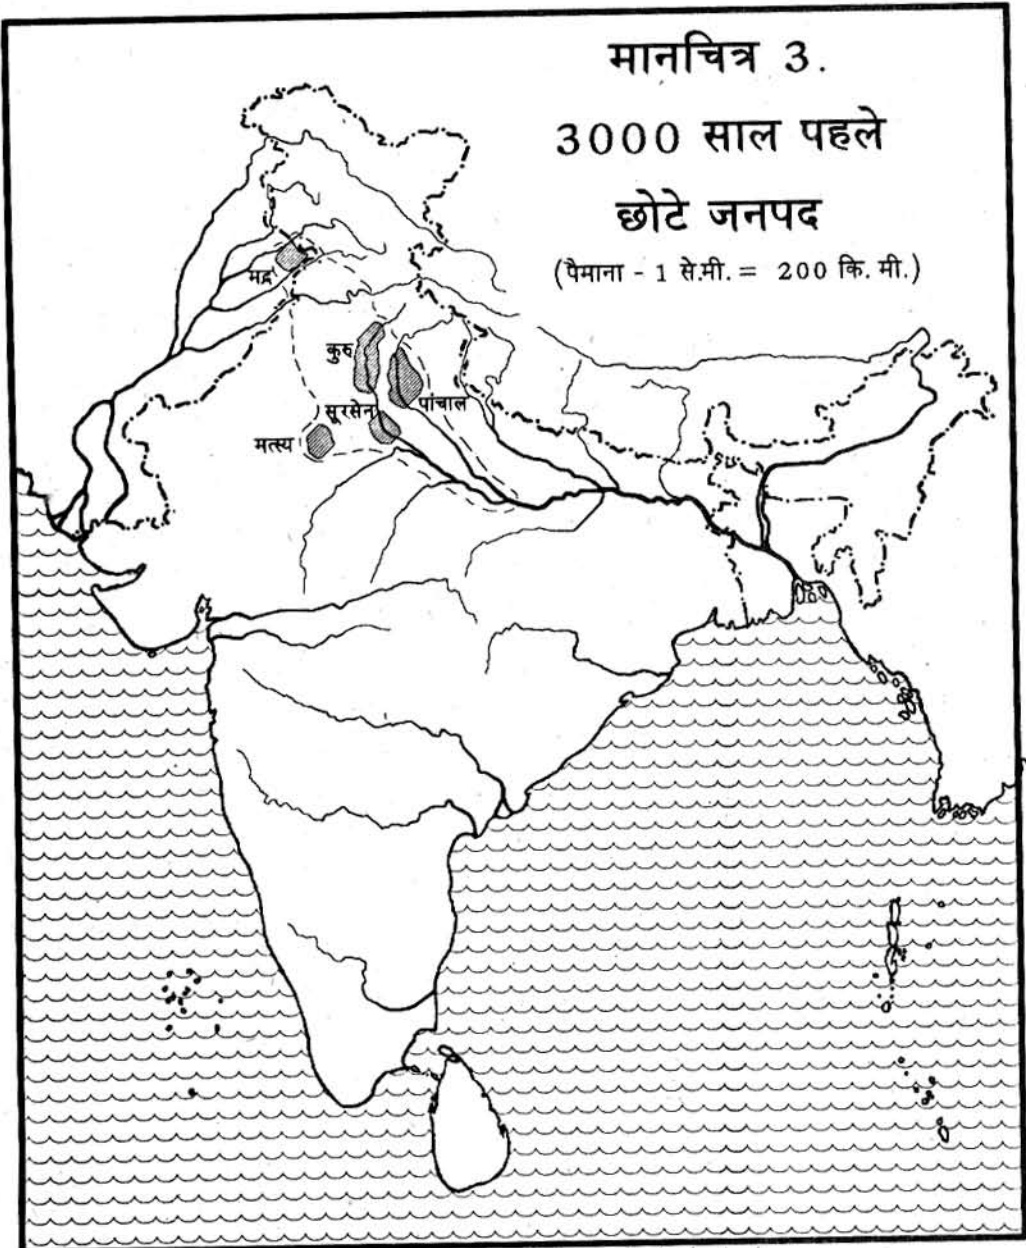 मानचित्र 3.
3000 साल पहले
छोटे जनपद
(पैमाना - 1 से.मी. = 200 कि. मी.)
मद्र
कुरु
पांचाल
सूरसेन
मत्स्य